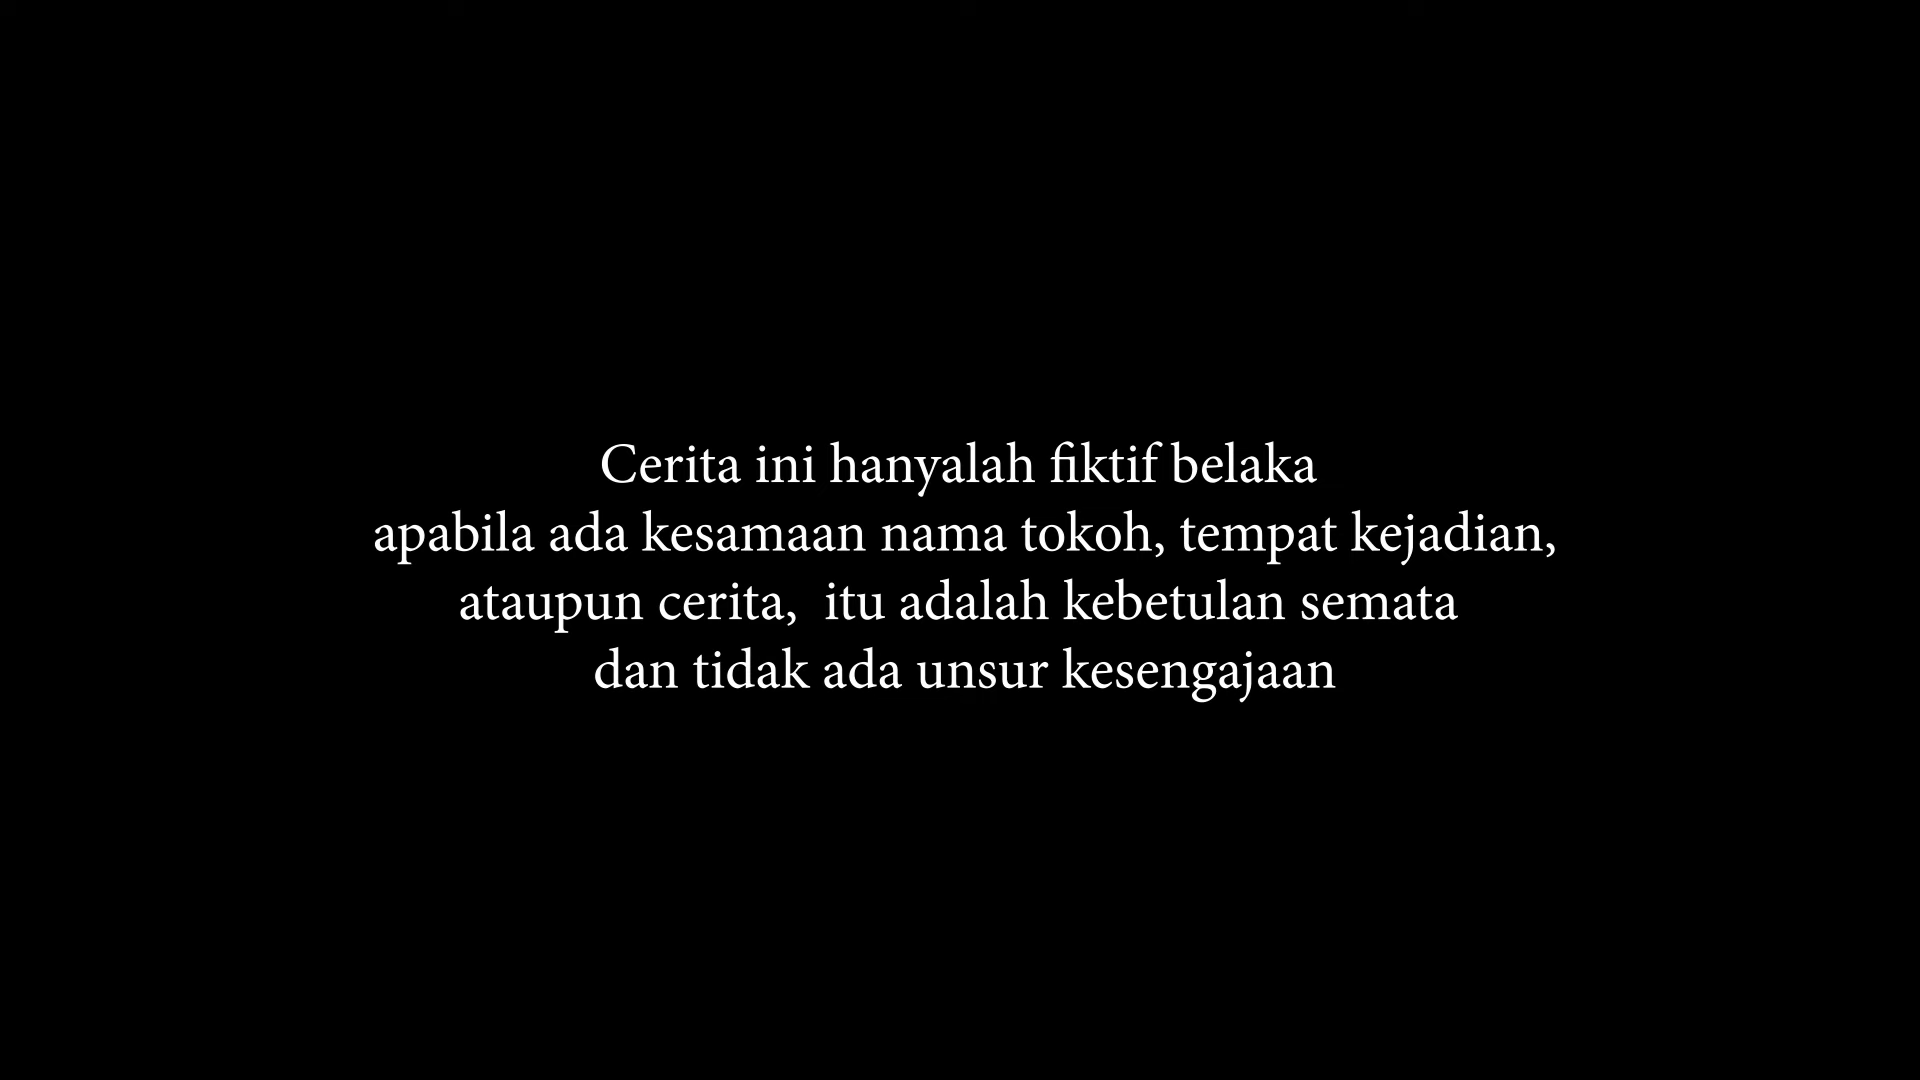 Cerita ini hanyalah fiktif belaka
apabila ada kesamaan nama tokoh, tempat kejadian,
ataupun cerita,  itu adalah kebetulan semata
dan tidak ada unsur kesengajaan